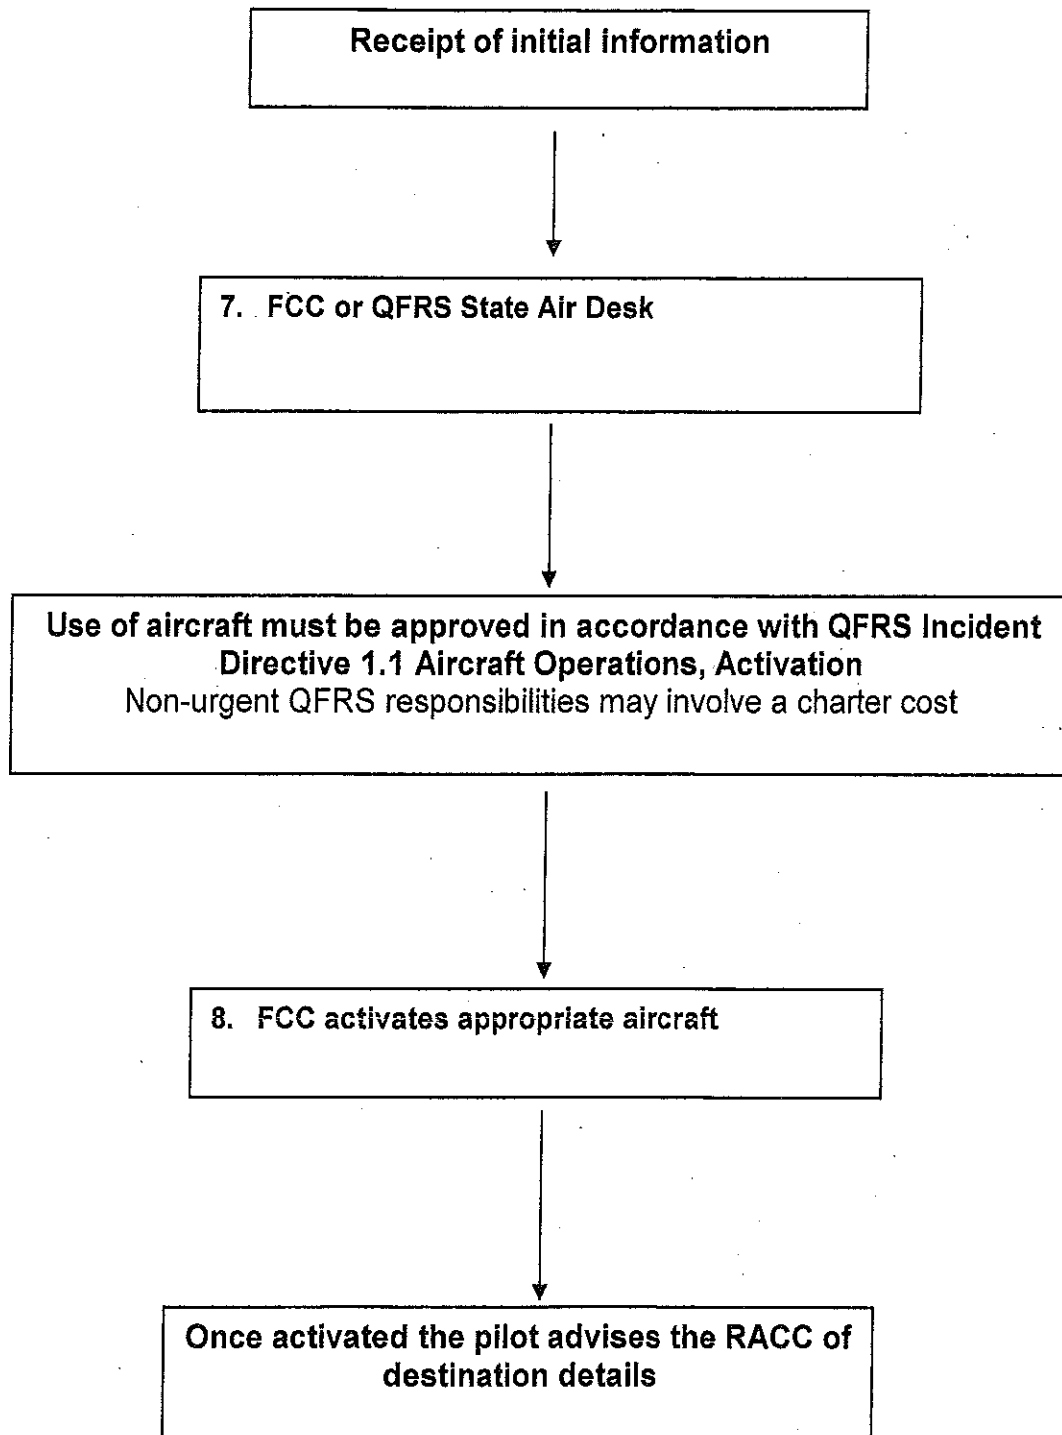 Receipt of initial information
7. FCC or QFRS State Air Desk
Use of aircraft must be approved in accordance with QFRS Incident
Directive 1.1 Aircraft Operations, Activation
Non-urgent QFRS responsibilities may involve a charter cost
8. FCC activates appropriate aircraft
Once activated the pilot advises the RACC of
destination details